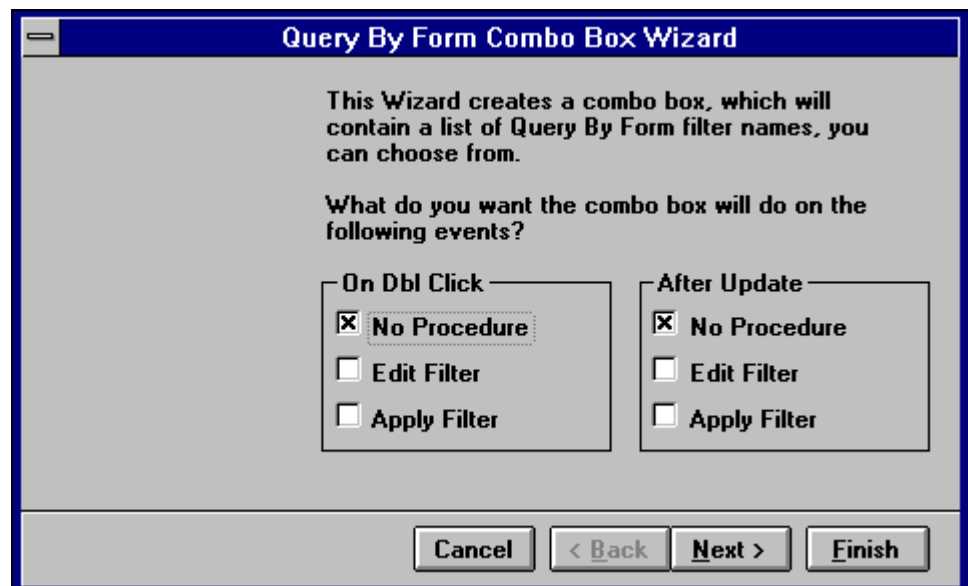 Query By Form Combo Box Wizard
This Wizard creates a combo box, which will
contain a list of Query By Form filter names, you
can choose from.
What do you want the combo box will do on the
following events?
On Dbl Click
No Procedure
Edit Filter
Apply Filter
After Update
No Procedure
Edit Filter
Apply Filter
Cancel
< Back
Next >
Finish